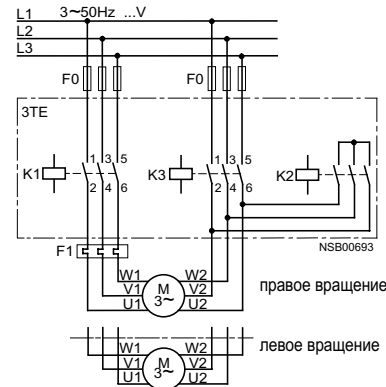 L1 3~50Hz ...V
L2
L3
F0 F0
3TE
1 3 5 1 3 5
K1 K3 K2
2 4 6 2 4 6
NSB00693
F1
W1 M W2
V1 3~ V2
U1 U2
правое вращение
левое вращение
W1 M W2
V1 3~ V2
U1 U2